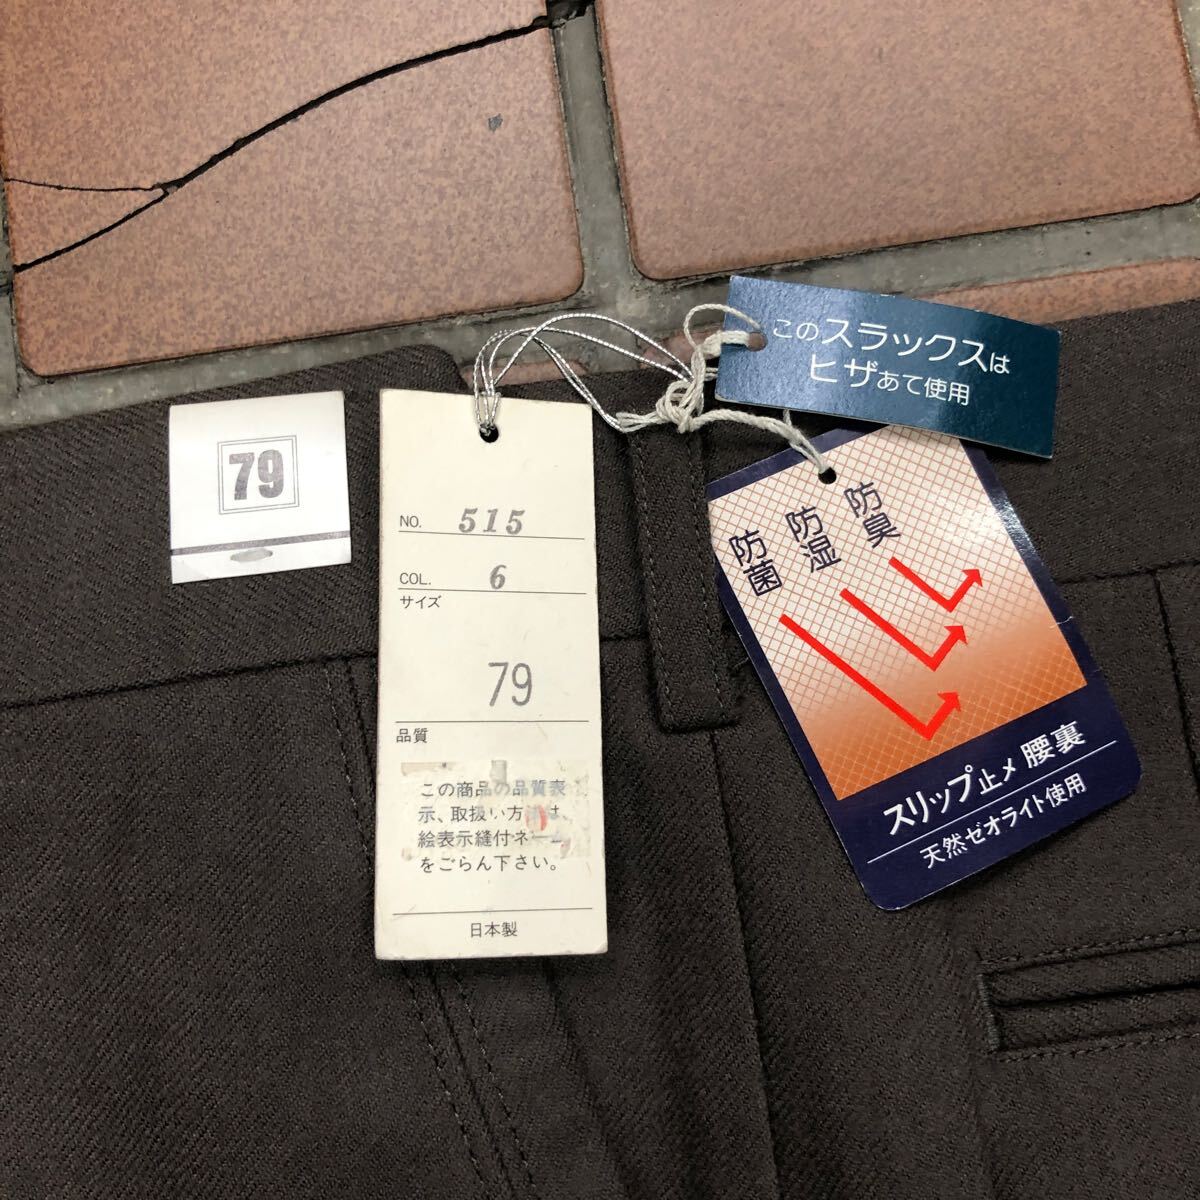 79
NO. 515
COL. 6
サイズ
79
品質
この商品の品質表
示、取扱い方法は、
絵表示縫付ネーム
をごらん下さい。
日本製
このスラックスは
ヒザあて使用
防菌
防湿
防臭
スリップ止メ 腰裏
天然ゼオライト使用